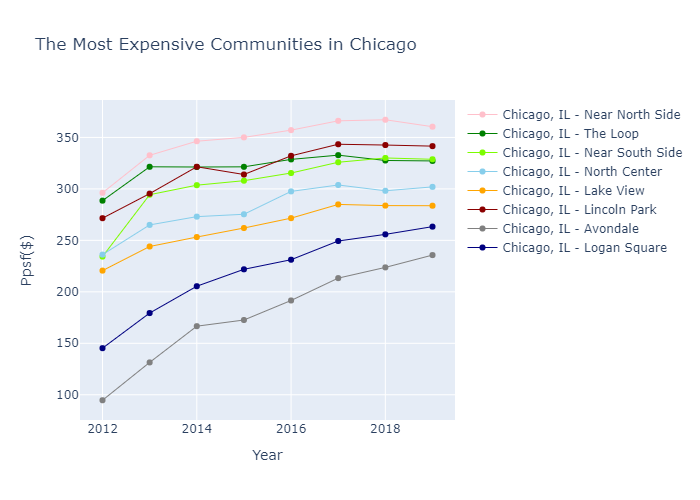 The Most Expensive Communities in Chicago
Chicago, IL - Near North Side
Chicago, IL - The Loop
Chicago, IL - Near South Side
Chicago, IL - North Center
Chicago, IL - Lake View
Chicago, IL - Lincoln Park
Chicago, IL - Avondale
Chicago, IL - Logan Square
Ppsf($)
350
300
250
200
150
100
2012 2014 2016 2018
Year